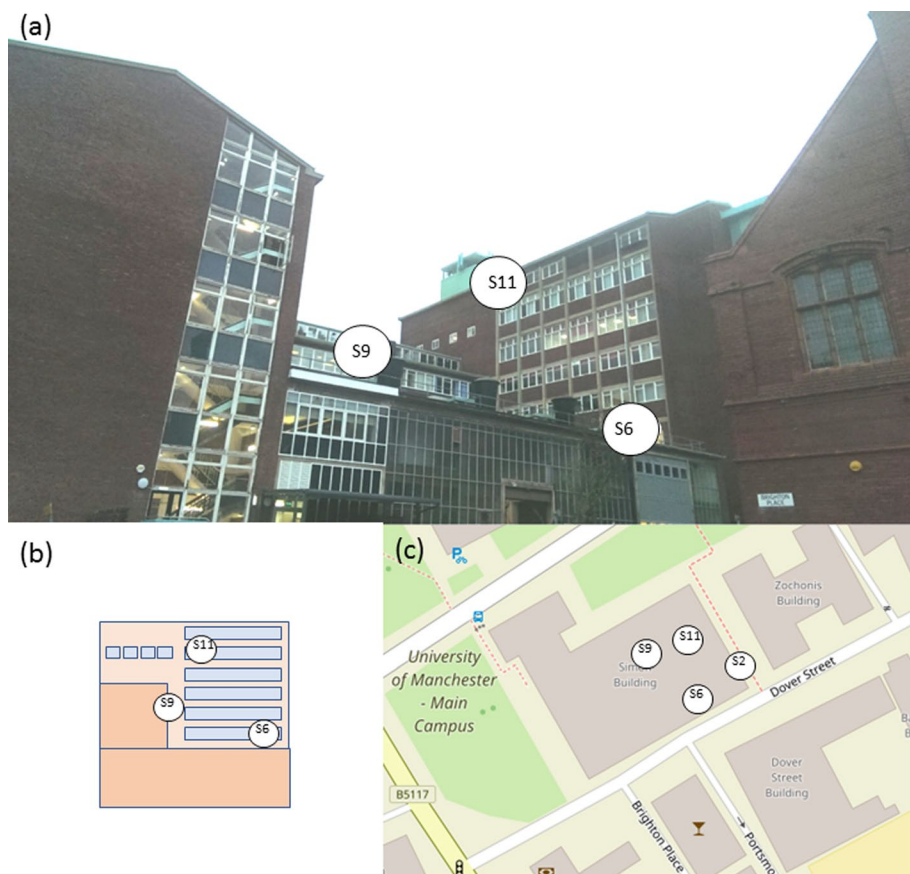 (a)
S11
S9
S6
BRIGHTON
PLACE
(b)
S11
S9
S6
(c)
P
Zochonis
Building
S11
S9
S2
University
of Manchester
- Main
Campus
Building
S6
Dover Street
Dover
Street
Building
B5117
Brighton Place